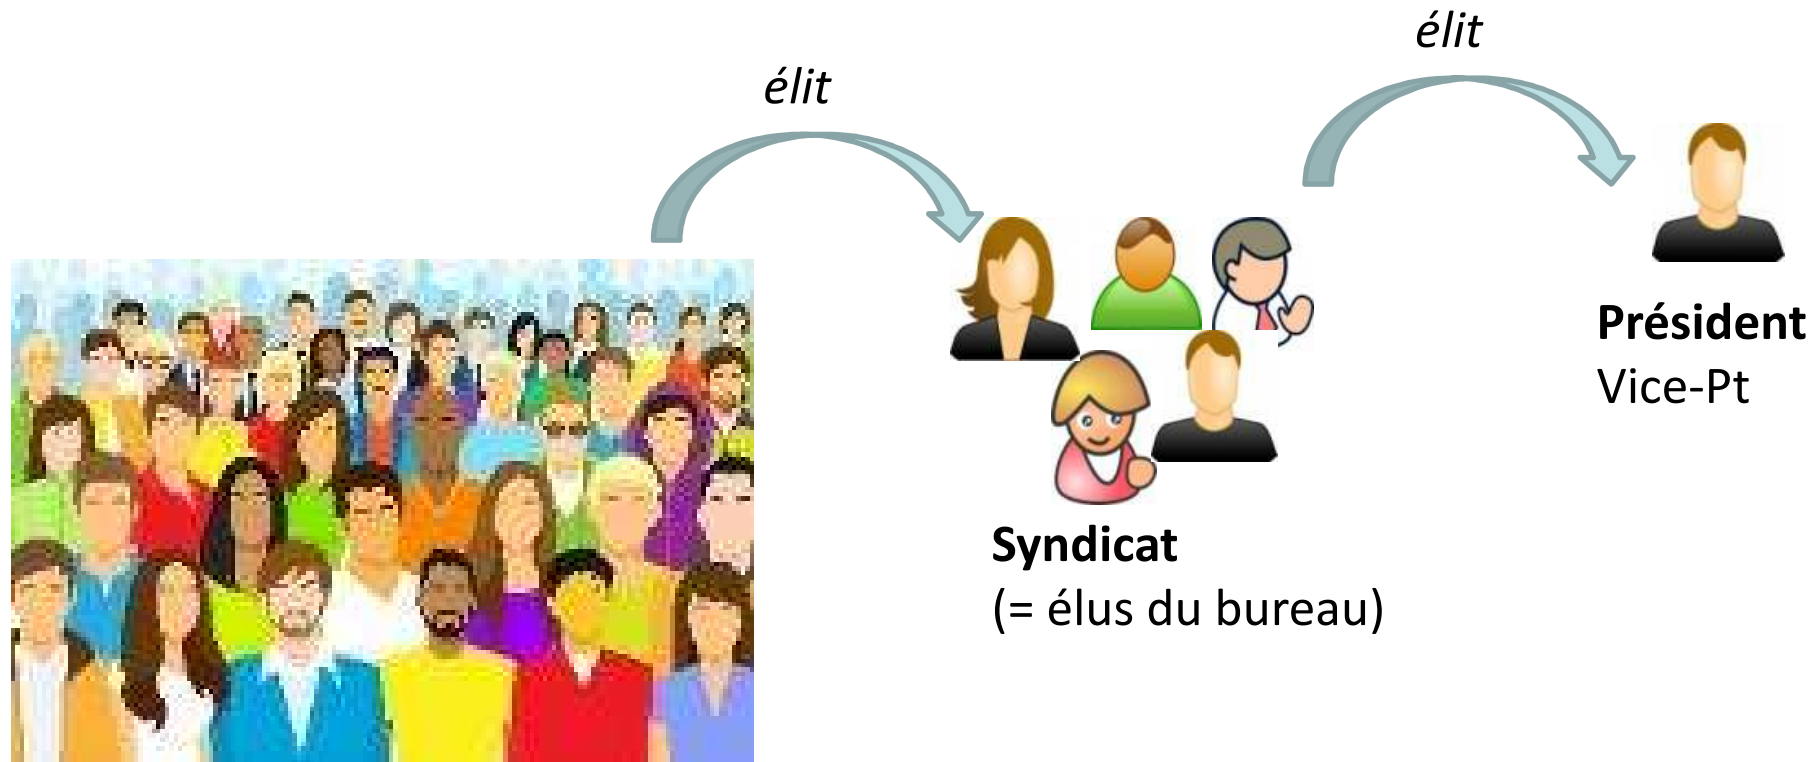 élit
élit
Président
Vice-Pt
Syndicat
(= élus du bureau)